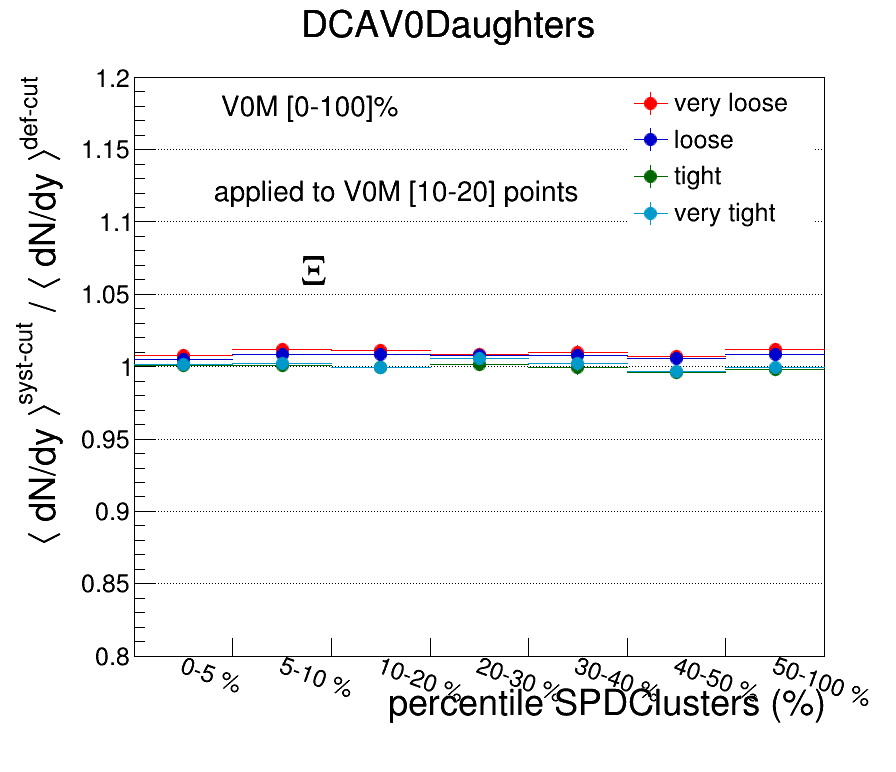 DCAV0Daughters
⟨ dN/dy ⟩^syst-cut / ⟨ dN/dy ⟩^def-cut
1.2
1.15
1.1
1.05
1
0.95
0.9
0.85
0.8
V0M [0-100]%
applied to V0M [10-20] points
Ξ
very loose
loose
tight
very tight
0-5 %
5-10 %
10-20 %
20-30 %
30-40 %
40-50 %
50-100 %
percentile SPDClusters (%)